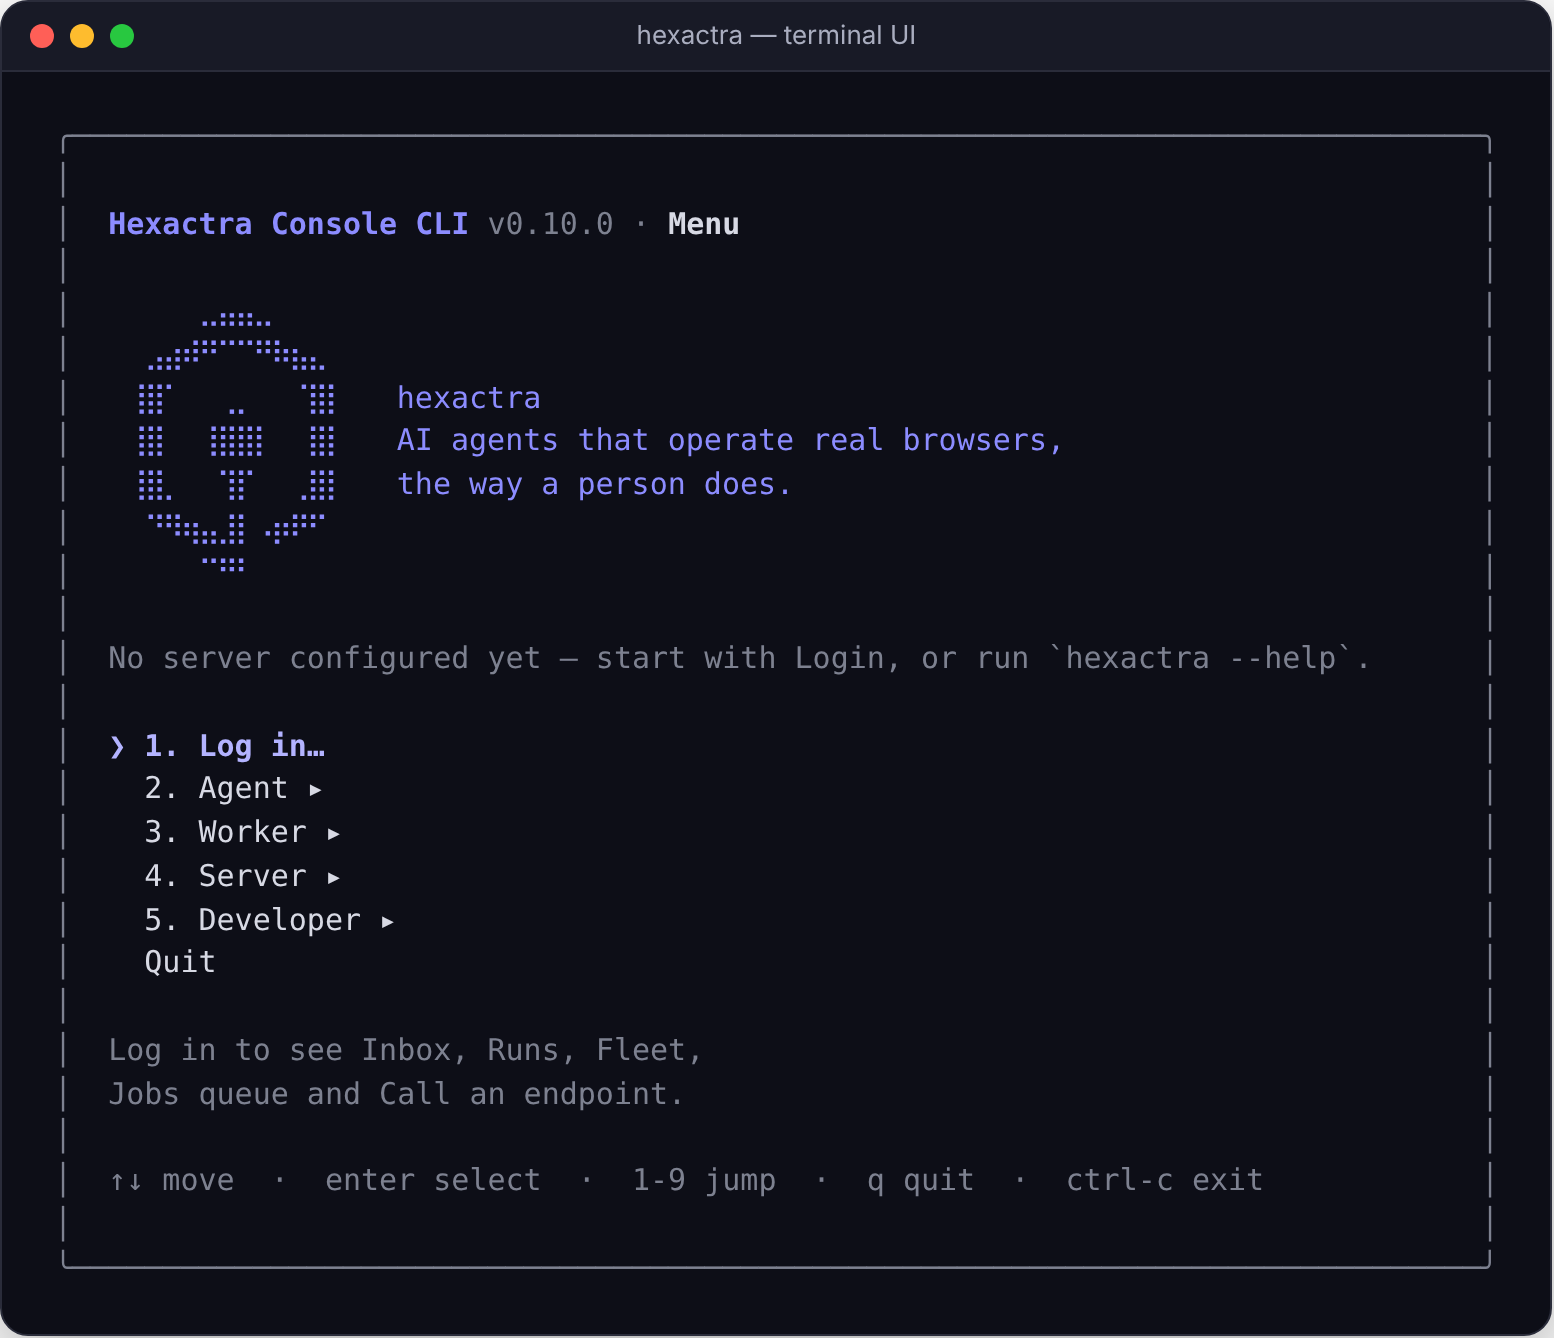 hexactra — terminal UI
Hexactra Console CLI v0.10.0 · Menu
hexactra
AI agents that operate real browsers,
the way a person does.
No server configured yet — start with Login, or run `hexactra --help`.
❯ 1. Log in…
2. Agent ▸
3. Worker ▸
4. Server ▸
5. Developer ▸
Quit
Log in to see Inbox, Runs, Fleet,
Jobs queue and Call an endpoint.
↑↓ move · enter select · 1-9 jump · q quit · ctrl-c exit